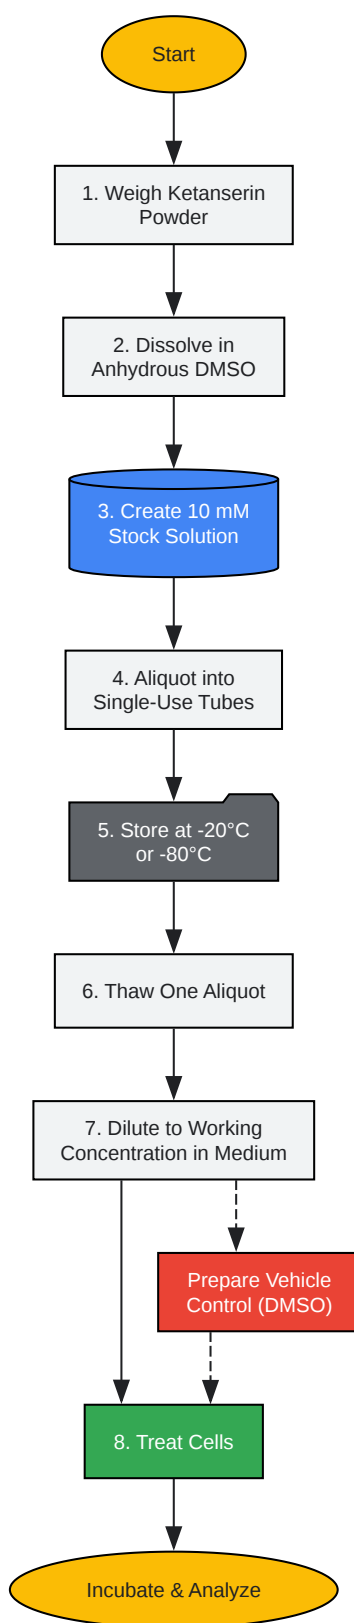 Start
1. Weigh Ketanserin
Powder
2. Dissolve in
Anhydrous DMSO
3. Create 10 mM
Stock Solution
4. Aliquot into
Single-Use Tubes
5. Store at -20°C
or -80°C
6. Thaw One Aliquot
7. Dilute to Working
Concentration in Medium
Prepare Vehicle
Control (DMSO)
8. Treat Cells
Incubate & Analyze